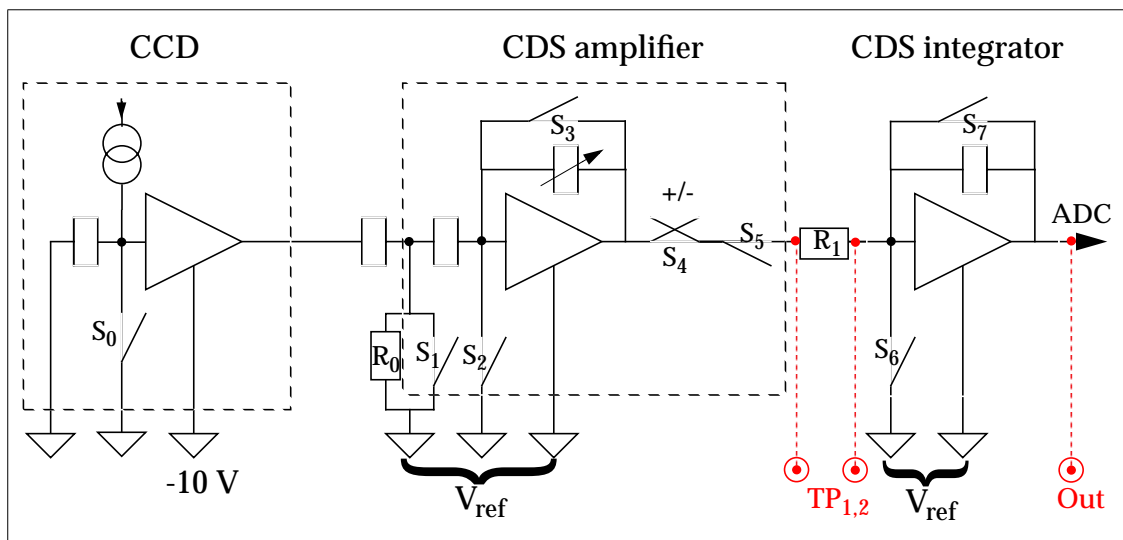 CCD
CDS amplifier
CDS integrator
S3
+/-
ADC
S4
S5
R1
S7
S0
R0
S1
S2
S6
-10 V
Vref
TP1,2
Vref
Out